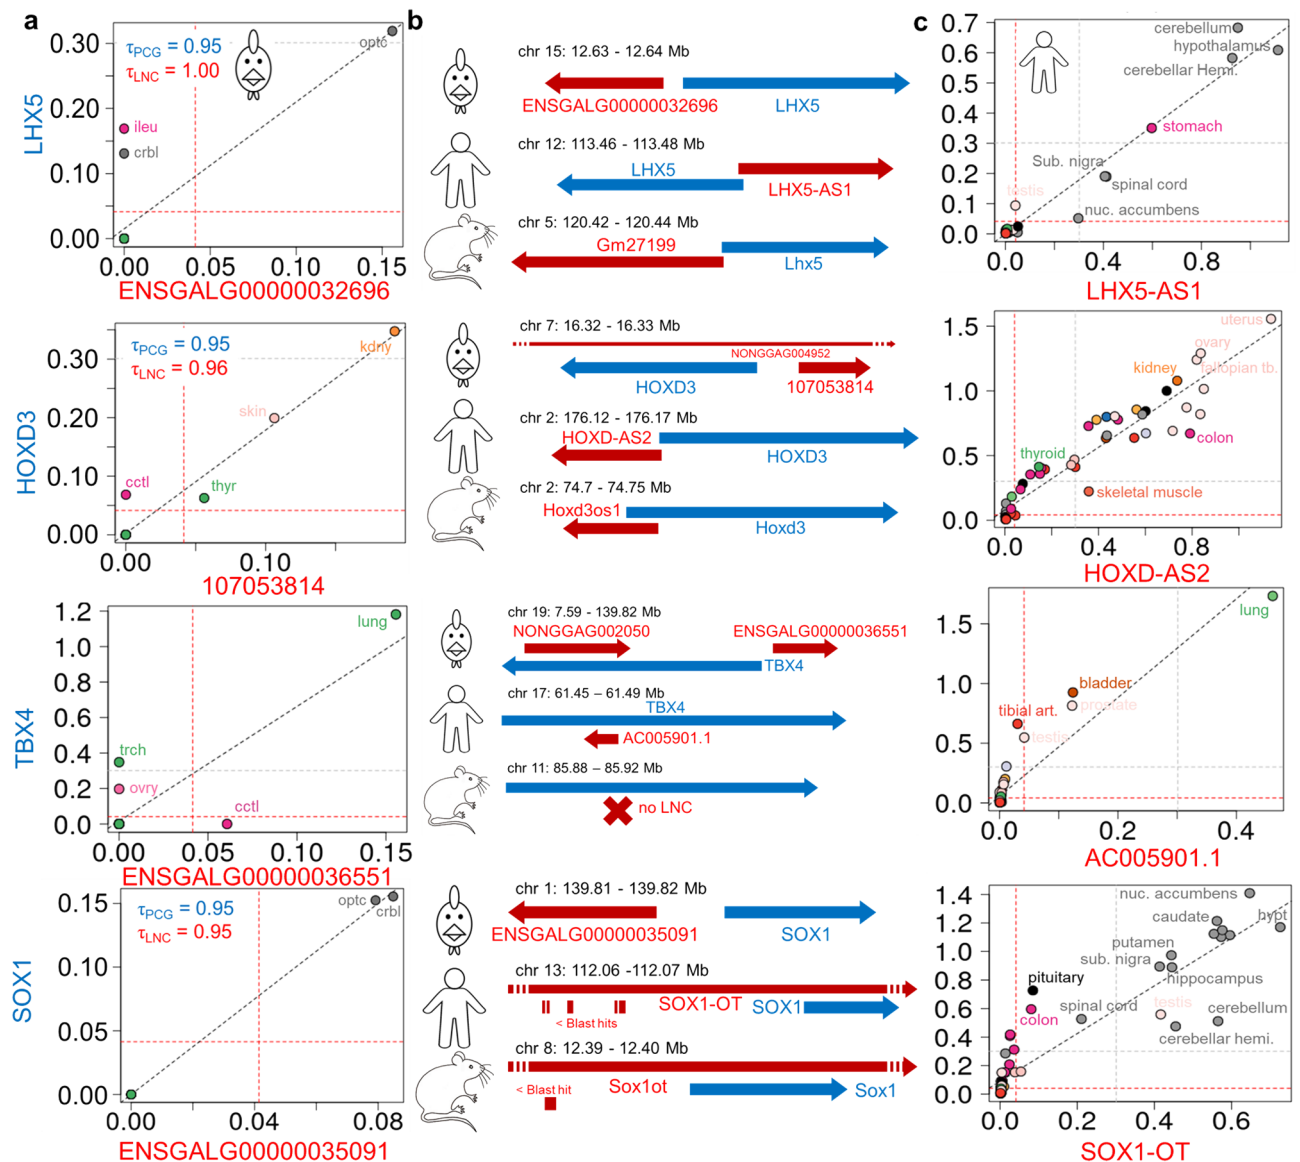 a
b
c
LHX5
0.30
0.20
0.10
0.00
τPCG = 0.95
τLNC = 1.00
optc
ileu
crbl
0.00
0.05
0.10
0.15
ENSGALG00000032696
chr 15: 12.63 - 12.64 Mb
ENSGALG00000032696
LHX5
chr 12: 113.46 - 113.48 Mb
LHX5
LHX5-AS1
chr 5: 120.42 - 120.44 Mb
Gm27199
Lhx5
0.7
0.6
0.5
0.4
0.3
0.2
0.1
0.0
cerebellum
hypothalamus
cerebellar Hemi.
stomach
Sub. nigra
spinal cord
testis
nuc. accumbens
0.0
0.4
0.8
LHX5-AS1
HOXD3
0.30
0.20
0.10
0.00
τPCG = 0.95
τLNC = 0.96
kdny
skin
cctl
thyr
0.00
0.10
107053814
chr 7: 16.32 - 16.33 Mb
NONGGAG004952
HOXD3
107053814
chr 2: 176.12 - 176.17 Mb
HOXD-AS2
HOXD3
chr 2: 74.7 - 74.75 Mb
Hoxd3os1
Hoxd3
1.5
1.0
0.5
0.0
uterus
ovary
fallopian tb.
kidney
colon
thyroid
skeletal muscle
0.0
0.4
0.8
HOXD-AS2
TBX4
1.2
1.0
0.8
0.6
0.4
0.2
0.0
lung
trch
ovry
cctl
0.00
0.05
0.10
0.15
ENSGALG00000036551
chr 19: 7.59 - 139.82 Mb
NONGGAG002050
ENSGALG00000036551
TBX4
chr 17: 61.45 – 61.49 Mb
TBX4
AC005901.1
chr 11: 85.88 – 85.92 Mb
no LNC
1.5
1.0
0.5
0.0
lung
bladder
prostate
tibial art.
testis
0.0
0.2
0.4
AC005901.1
SOX1
0.15
0.10
0.05
0.00
τPCG = 0.95
τLNC = 0.95
optc
crbl
0.00
0.04
0.08
ENSGALG00000035091
chr 1: 139.81 - 139.82 Mb
ENSGALG00000035091
SOX1
chr 13: 112.06 -112.07 Mb
SOX1-OT
SOX1
< Blast hits
chr 8: 12.39 - 12.40 Mb
< Blast hit
Sox1ot
Sox1
1.4
1.2
1.0
0.8
0.6
0.4
0.2
0.0
nuc. accumbens
caudate
hypt
putamen
sub. nigra
hippocampus
pituitary
colon
spinal cord
testis
cerebellum
cerebellar hemi.
0.0
0.2
0.4
0.6
SOX1-OT